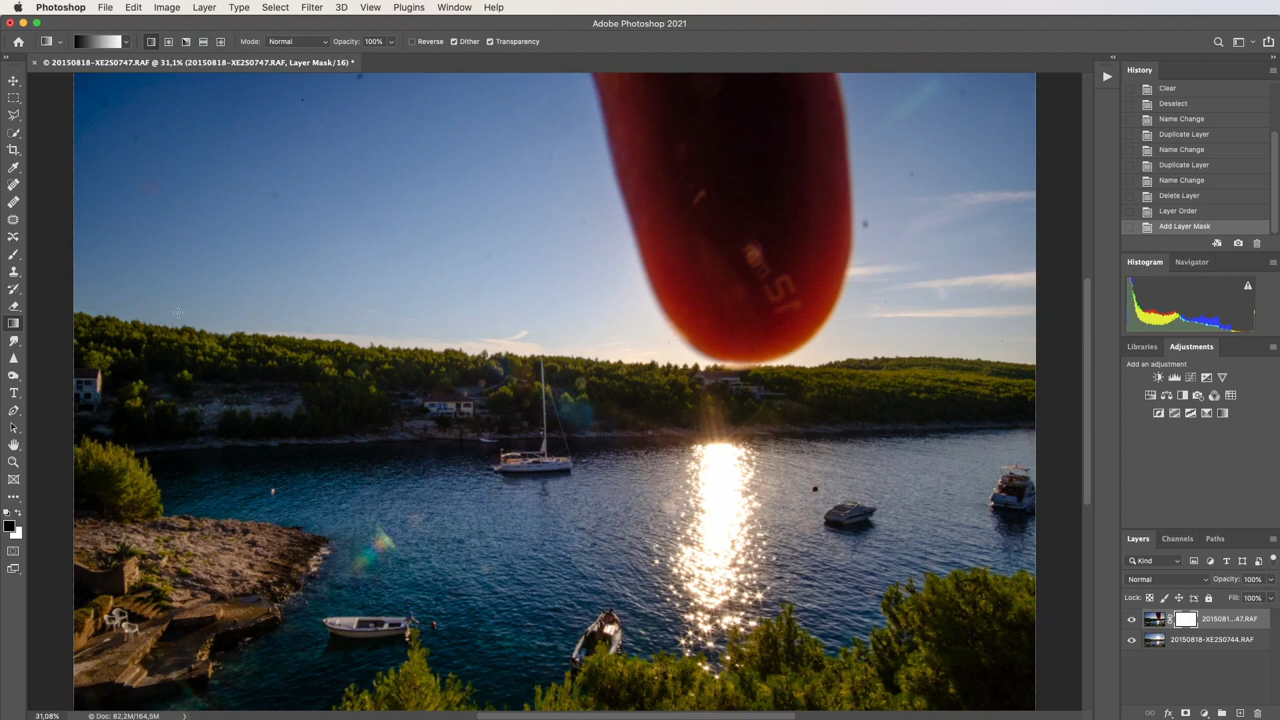 Photoshop File Edit Image Layer Type Select Filter 3D View Plugins Window Help
Adobe Photoshop 2021
Mode: Normal Opacity: 100% Reverse Dither Transparency
© 20150818-XE2S0747.RAF @ 31,1% (20150818-XE2S0747.RAF, Layer Mask/16) *
History
Clear
Deselect
Name Change
Duplicate Layer
Name Change
Duplicate Layer
Name Change
Delete Layer
Layer Order
Add Layer Mask
Histogram Navigator
Libraries Adjustments
Add an adjustment
Layers Channels Paths
Kind
Normal Opacity: 100%
Lock: Fill: 100%
2015081...47.RAF
20150818-XE2S0744.RAF
31,08% © Doc: 82,2M/164,5M